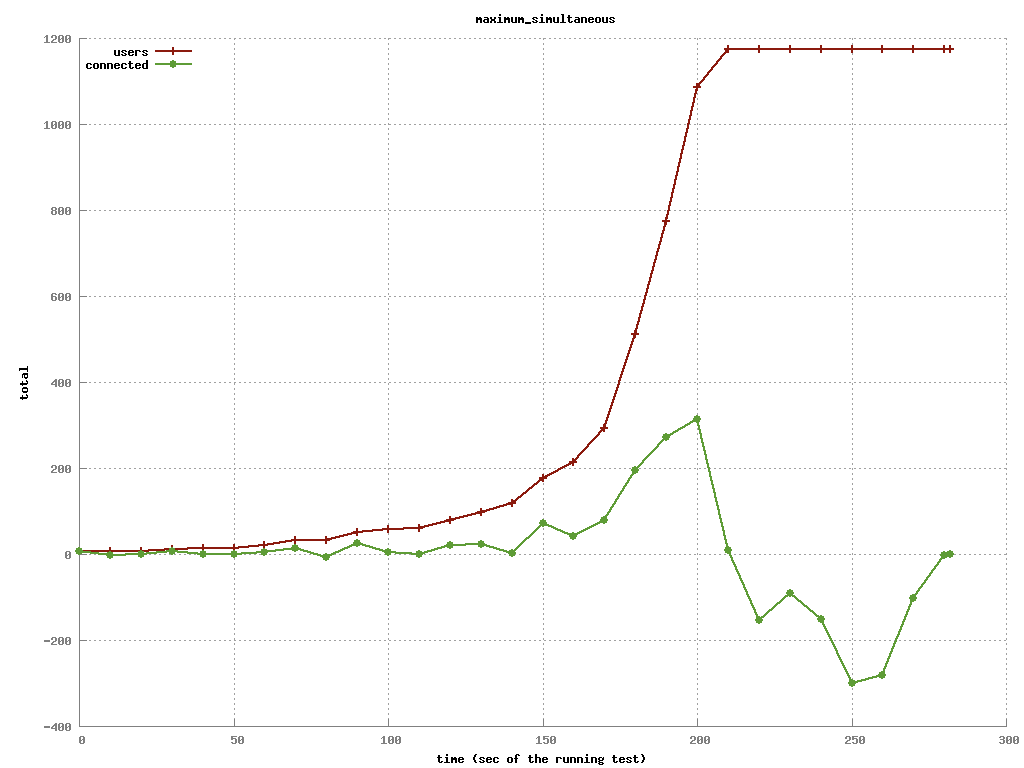 maximum_simultaneous
users
connected
1200
1000
800
600
400
200
0
-200
-400
total
0 50 100 150 200 250 300
time (sec of the running test)